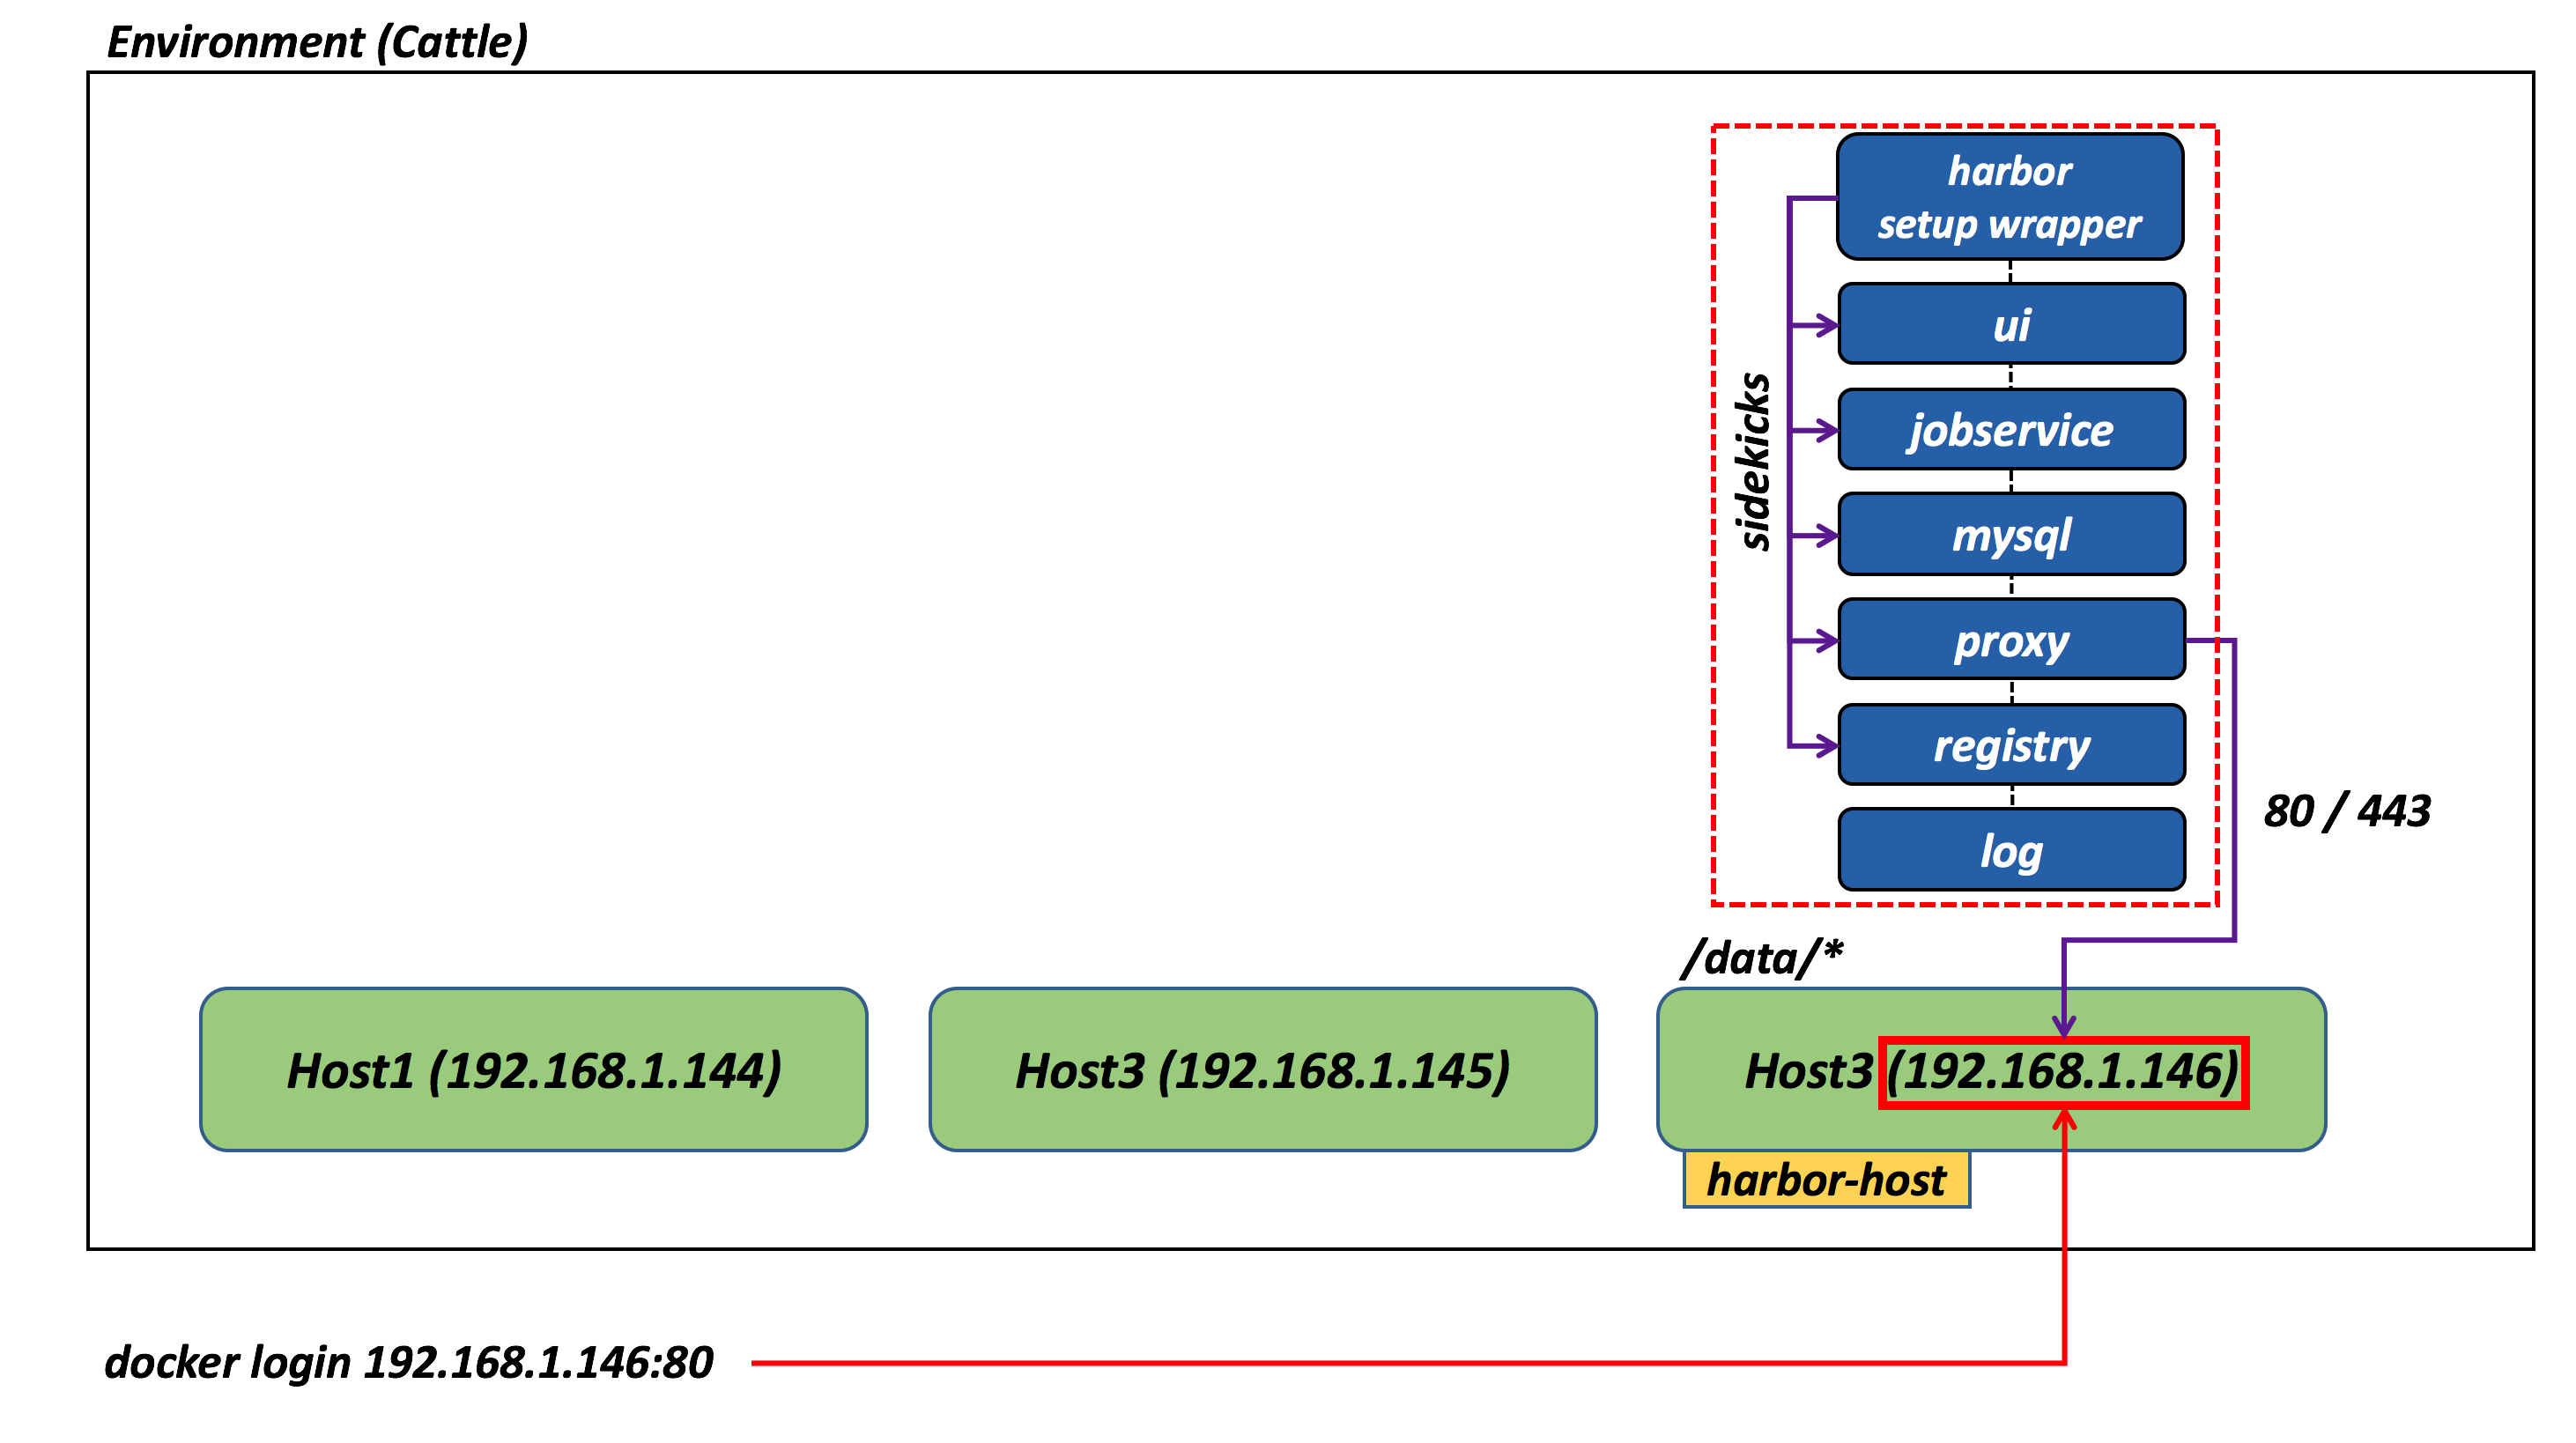 Environment (Cattle)
harbor
setup wrapper
ui
jobservice
mysql
proxy
registry
log
sidekicks
80 / 443
/data/*
Host1 (192.168.1.144)
Host3 (192.168.1.145)
Host3 (192.168.1.146)
harbor-host
docker login 192.168.1.146:80